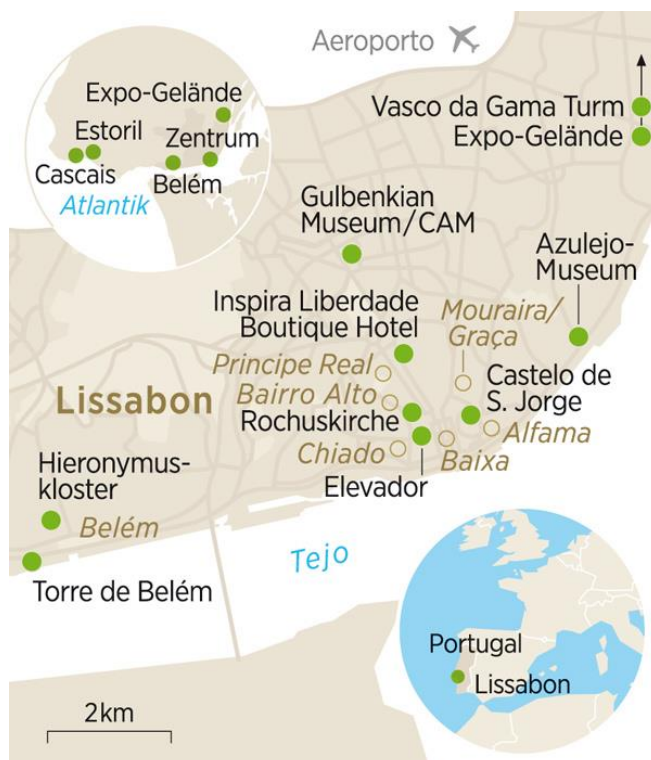 Aeroporto
Expo-Gelände
Estoril
Zentrum
Cascais
Belém
Atlantik
Vasco da Gama Turm
Expo-Gelände
Gulbenkian
Museum/CAM
Azulejo-
Museum
Inspira Liberdade
Boutique Hotel
Mouraira/
Graça
Principe Real
Lissabon
Bairro Alto
Castelo de
S. Jorge
Rochuskirche
Alfama
Chiado
Baixa
Elevador
Hieronymus-
kloster
Belém
Tejo
Torre de Belém
Portugal
Lissabon
2km